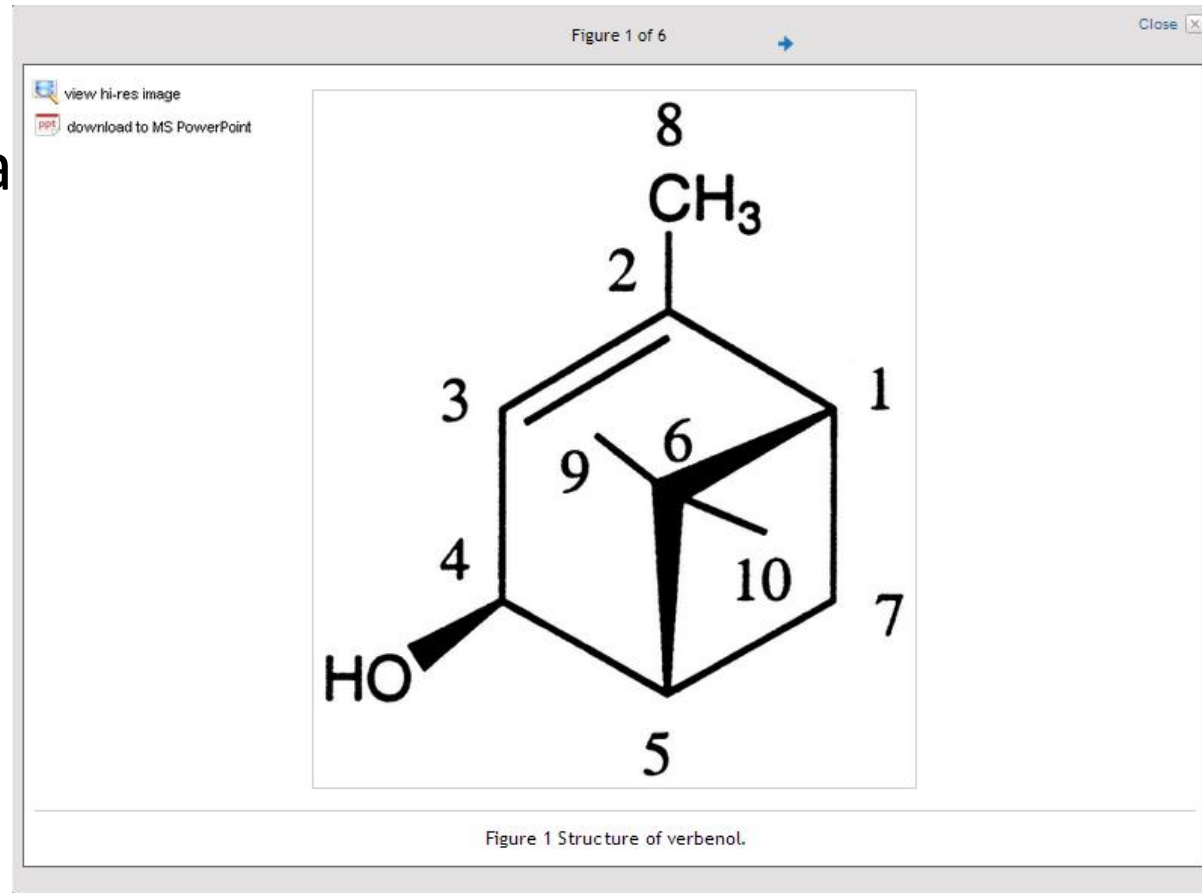 Figure 1 of 6
Close
view hi-res image
download to MS PowerPoint
a
8
CH3
2
3
1
6
9
4
10
7
HO
5
Figure 1 Structure of verbenol.